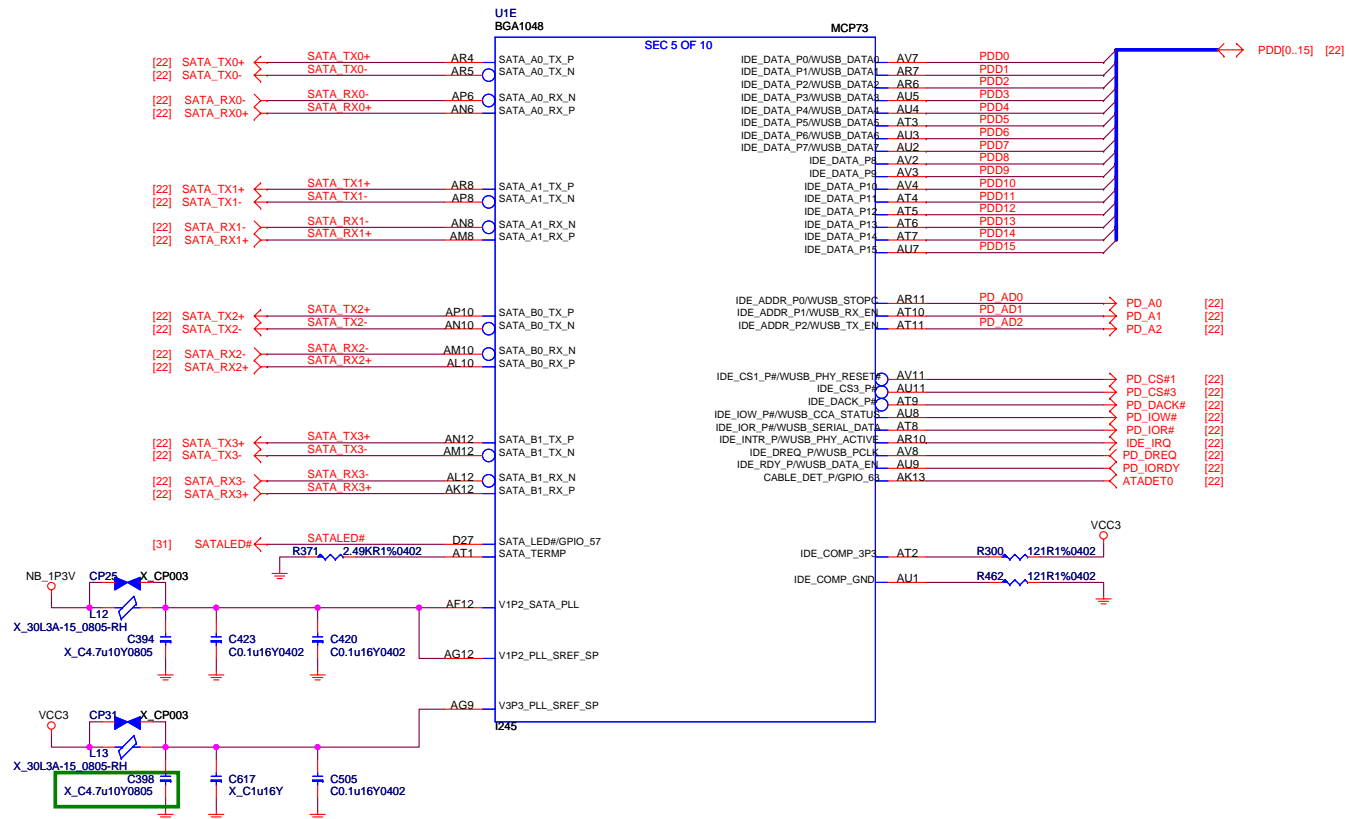 U1E
BGA1048
MCP73
SEC 5 OF 10
[22] SATA_TX0+ SATA_TX0+ AR4 SATA_A0_TX_P
[22] SATA_TX0- SATA_TX0- AR5 SATA_A0_TX_N
[22] SATA_RX0- SATA_RX0- AP6 SATA_A0_RX_N
[22] SATA_RX0+ SATA_RX0+ AN6 SATA_A0_RX_P
[22] SATA_TX1+ SATA_TX1+ AR8 SATA_A1_TX_P
[22] SATA_TX1- SATA_TX1- AP8 SATA_A1_TX_N
[22] SATA_RX1- SATA_RX1- AN8 SATA_A1_RX_N
[22] SATA_RX1+ SATA_RX1+ AM8 SATA_A1_RX_P
[22] SATA_TX2+ SATA_TX2+ AP10 SATA_B0_TX_P
[22] SATA_TX2- SATA_TX2- AN10 SATA_B0_TX_N
[22] SATA_RX2- SATA_RX2- AM10 SATA_B0_RX_N
[22] SATA_RX2+ SATA_RX2+ AL10 SATA_B0_RX_P
[22] SATA_TX3+ SATA_TX3+ AN12 SATA_B1_TX_P
[22] SATA_TX3- SATA_TX3- AM12 SATA_B1_TX_N
[22] SATA_RX3- SATA_RX3- AL12 SATA_B1_RX_N
[22] SATA_RX3+ SATA_RX3+ AK12 SATA_B1_RX_P
[31] SATALED# SATALED# D27 SATA_LED#/GPIO_57
R371 2.49KR1%0402 AT1 SATA_TERMP
NB_1P3V CP25 X_CP003
AF12 V1P2_SATA_PLL
L12
X_30L3A-15_0805-RH
C394 C423 C420
X_C4.7u10Y0805 C0.1u16Y0402 C0.1u16Y0402
AG12 V1P2_PLL_SREF_SP
AG9 V3P3_PLL_SREF_SP
I245
VCC3 CP31 X_CP003
L13
X_30L3A-15_0805-RH
C398 C617 C505
X_C4.7u10Y0805 X_C1u16Y C0.1u16Y0402
PDD[0..15] [22]
IDE_DATA_P0/WUSB_DATA0 AV7 PDD0
IDE_DATA_P1/WUSB_DATA1 AR7 PDD1
IDE_DATA_P2/WUSB_DATA2 AR6 PDD2
IDE_DATA_P3/WUSB_DATA3 AU5 PDD3
IDE_DATA_P4/WUSB_DATA4 AU4 PDD4
IDE_DATA_P5/WUSB_DATA5 AT3 PDD5
IDE_DATA_P6/WUSB_DATA6 AU3 PDD6
IDE_DATA_P7/WUSB_DATA7 AU2 PDD7
IDE_DATA_P8 AV2 PDD8
IDE_DATA_P9 AV3 PDD9
IDE_DATA_P10 AV4 PDD10
IDE_DATA_P11 AT4 PDD11
IDE_DATA_P12 AT5 PDD12
IDE_DATA_P13 AT6 PDD13
IDE_DATA_P14 AT7 PDD14
IDE_DATA_P15 AU7 PDD15
IDE_ADDR_P0/WUSB_STOPC AR11 PD_AD0 PD_A0 [22]
IDE_ADDR_P1/WUSB_RX_EN AT10 PD_AD1 PD_A1 [22]
IDE_ADDR_P2/WUSB_TX_EN AT11 PD_AD2 PD_A2 [22]
IDE_CS1_P#/WUSB_PHY_RESET# AV11 PD_CS#1 [22]
IDE_CS3_P# AU11 PD_CS#3 [22]
IDE_DACK_P# AT9 PD_DACK# [22]
IDE_IOW_P#/WUSB_CCA_STATUS AU8 PD_IOW# [22]
IDE_IOR_P#/WUSB_SERIAL_DATA AT8 PD_IOR# [22]
IDE_INTR_P/WUSB_PHY_ACTIVE AR10 IDE_IRQ [22]
IDE_DREQ_P/WUSB_PCLK AV8 PD_DREQ [22]
IDE_RDY_P/WUSB_DATA_EN AU9 PD_IORDY [22]
CABLE_DET_P/GPIO_63 AK13 ATADET0 [22]
VCC3
IDE_COMP_3P3 AT2 R300 121R1%0402
IDE_COMP_GND AU1 R462 121R1%0402